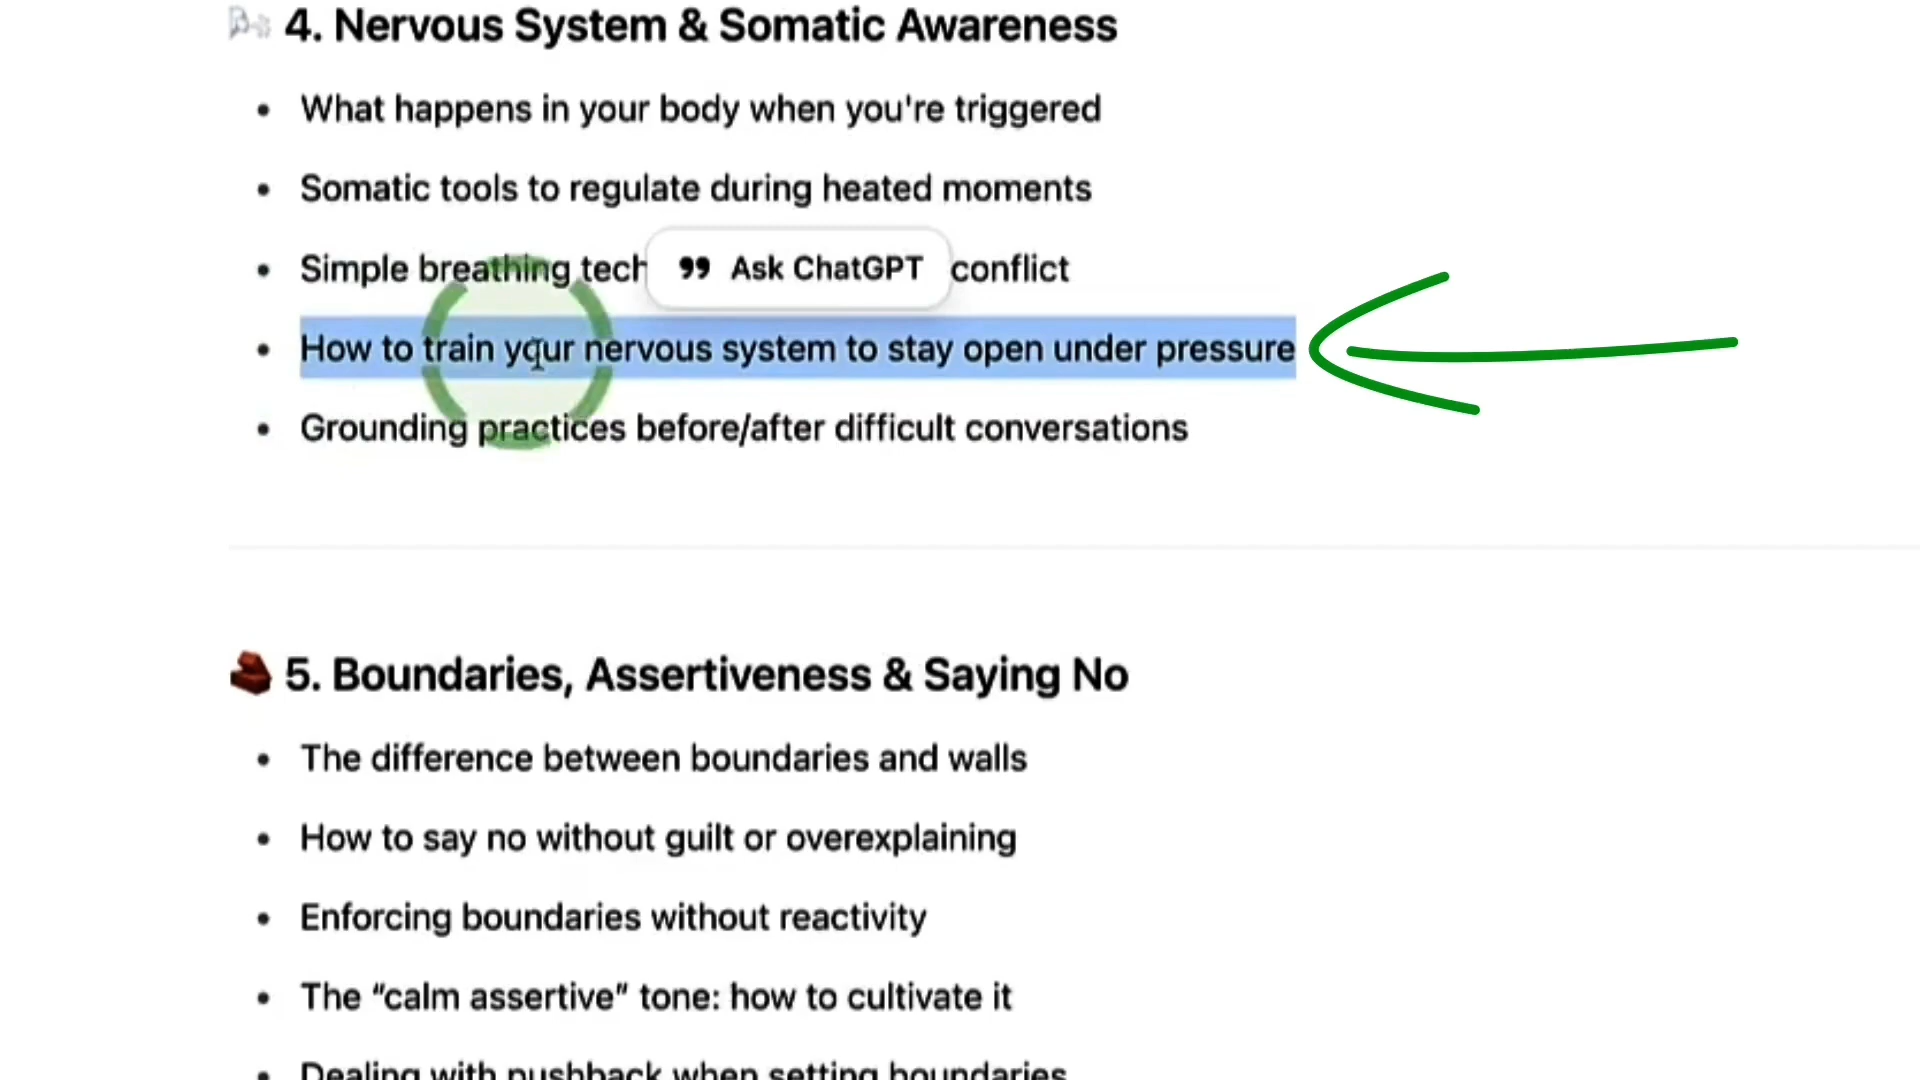 4. Nervous System & Somatic Awareness
• What happens in your body when you're triggered
• Somatic tools to regulate during heated moments
• Simple breathing tech
” Ask ChatGPT
conflict
• How to train your nervous system to stay open under pressure
• Grounding practices before/after difficult conversations
5. Boundaries, Assertiveness & Saying No
• The difference between boundaries and walls
• How to say no without guilt or overexplaining
• Enforcing boundaries without reactivity
• The “calm assertive” tone: how to cultivate it
• Dealing with pushback when setting boundaries